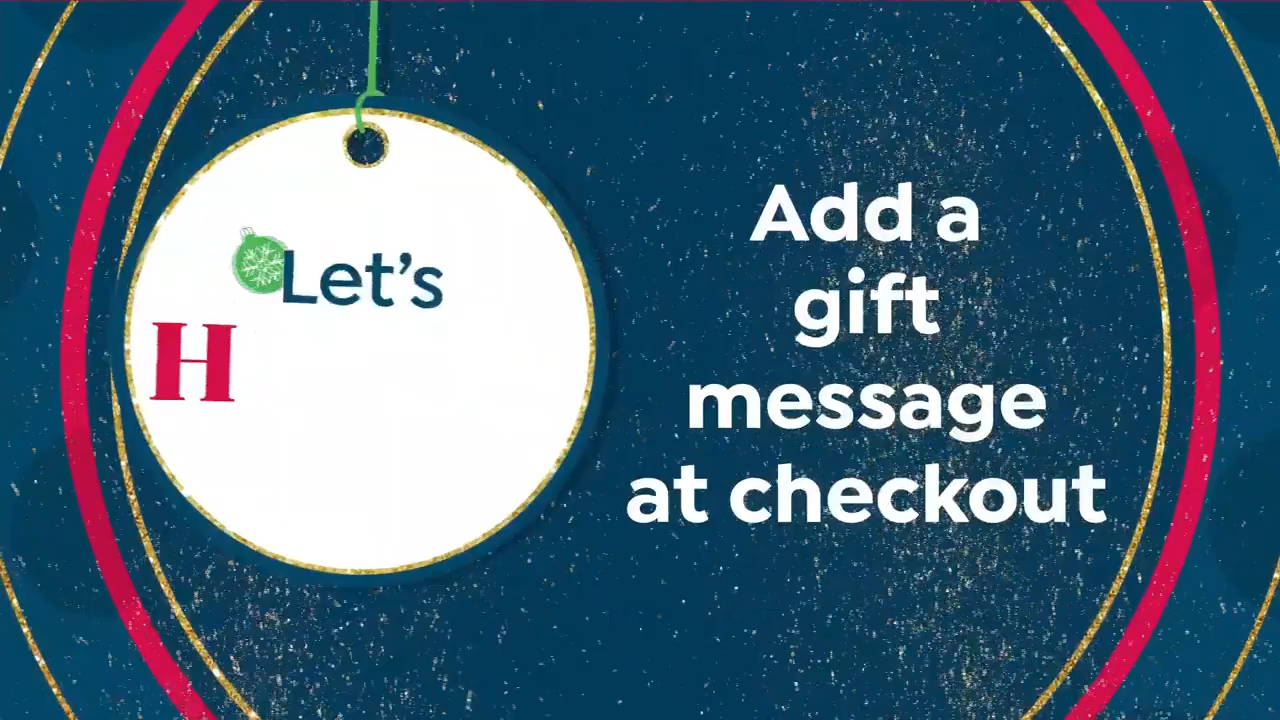 Let's
H
Add a
gift
message
at checkout